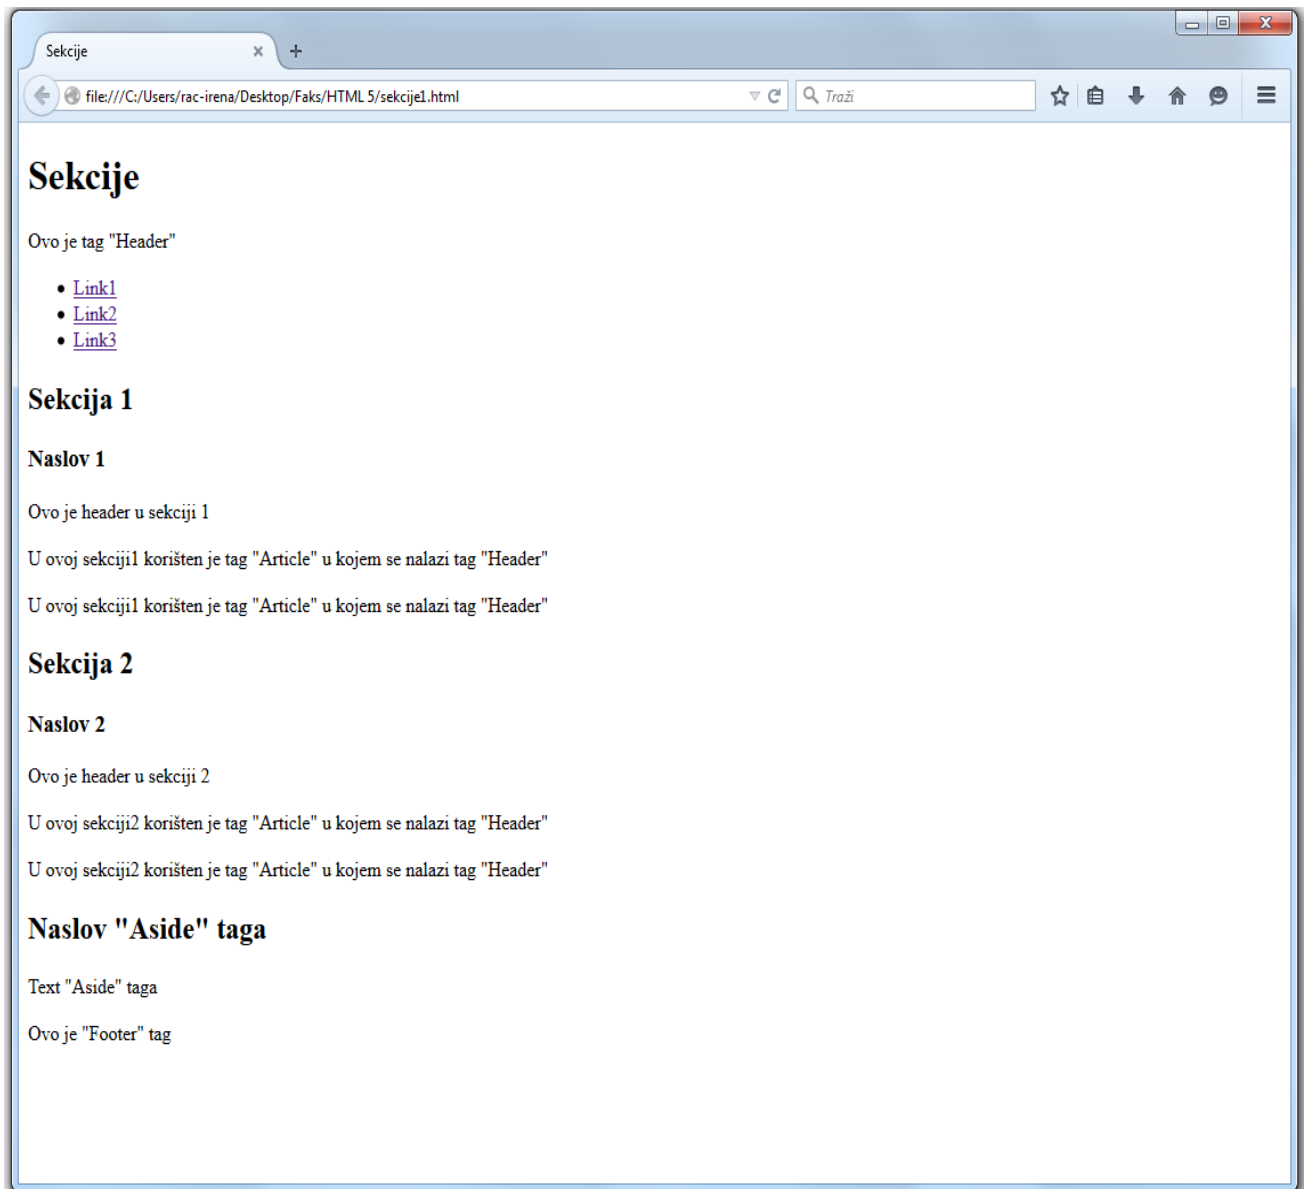 Sekcije
file:///C:/Users/rac-irena/Desktop/Faks/HTML 5/sekcije1.html
Traži
Sekcije
Ovo je tag "Header"
Link1
Link2
Link3
Sekcija 1
Naslov 1
Ovo je header u sekciji 1
U ovoj sekciji1 korišten je tag "Article" u kojem se nalazi tag "Header"
U ovoj sekciji1 korišten je tag "Article" u kojem se nalazi tag "Header"
Sekcija 2
Naslov 2
Ovo je header u sekciji 2
U ovoj sekciji2 korišten je tag "Article" u kojem se nalazi tag "Header"
U ovoj sekciji2 korišten je tag "Article" u kojem se nalazi tag "Header"
Naslov "Aside" taga
Text "Aside" taga
Ovo je "Footer" tag